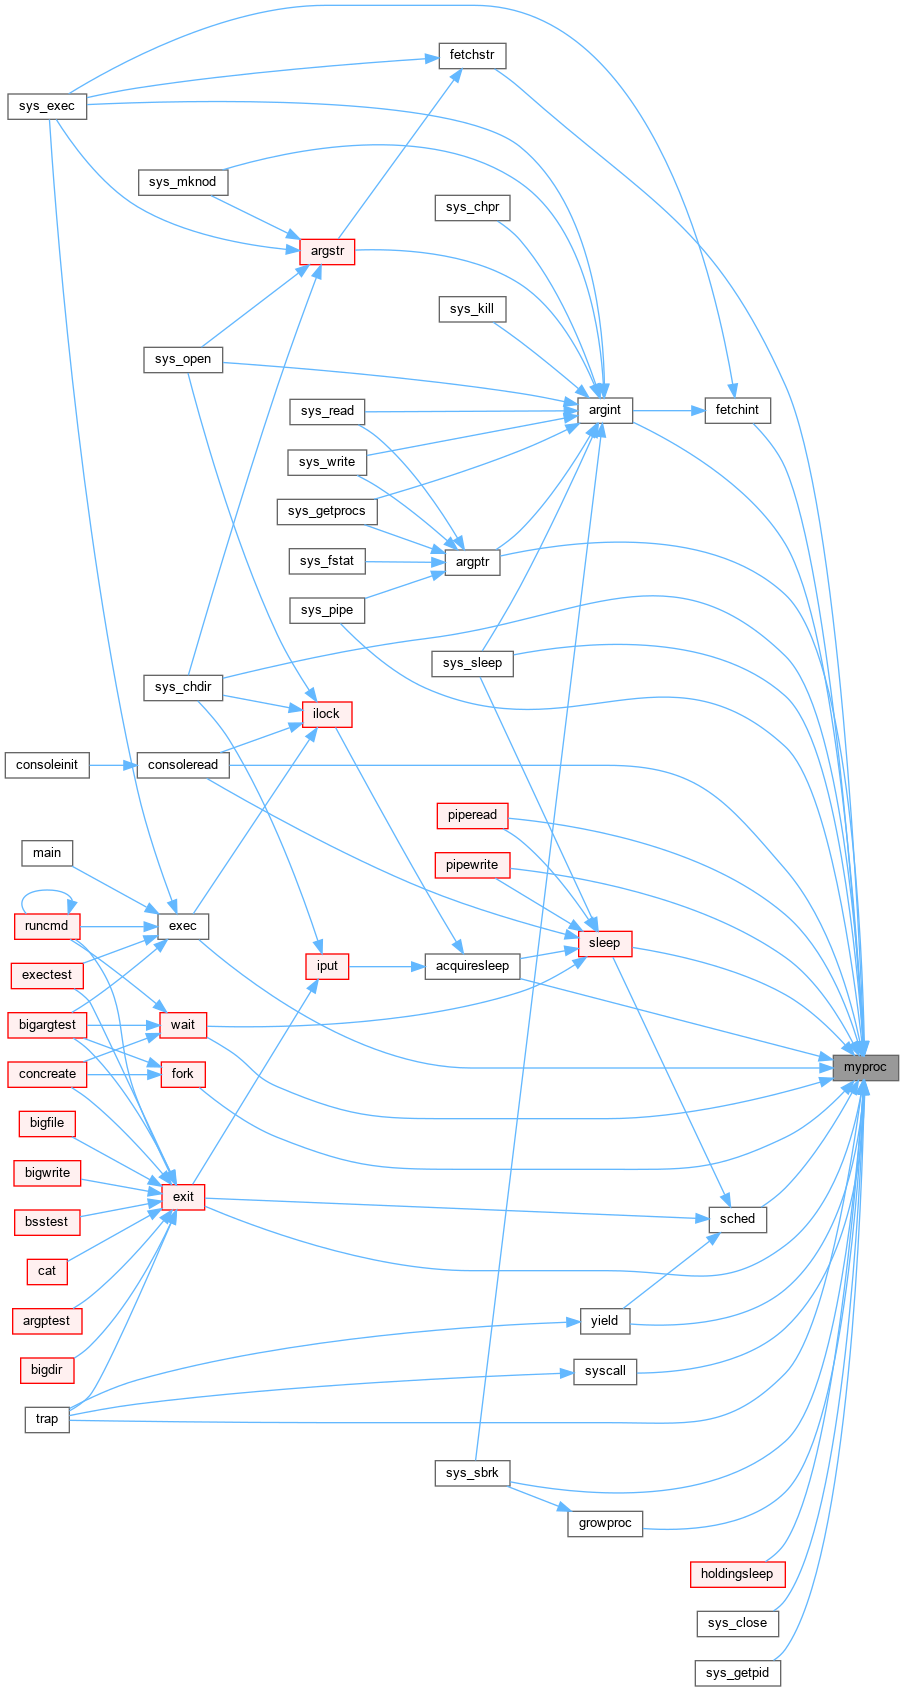 fetchstr
sys_exec
sys_mknod
sys_chpr
argstr
sys_kill
sys_open
sys_read
argint
fetchint
sys_write
sys_getprocs
sys_fstat
argptr
sys_pipe
sys_sleep
sys_chdir
ilock
consoleinit
consoleread
piperead
main
pipewrite
runcmd
exec
sleep
exectest
iput
acquiresleep
bigargtest
wait
myproc
concreate
fork
bigfile
bigwrite
exit
bsstest
sched
cat
argptest
yield
bigdir
syscall
trap
sys_sbrk
growproc
holdingsleep
sys_close
sys_getpid